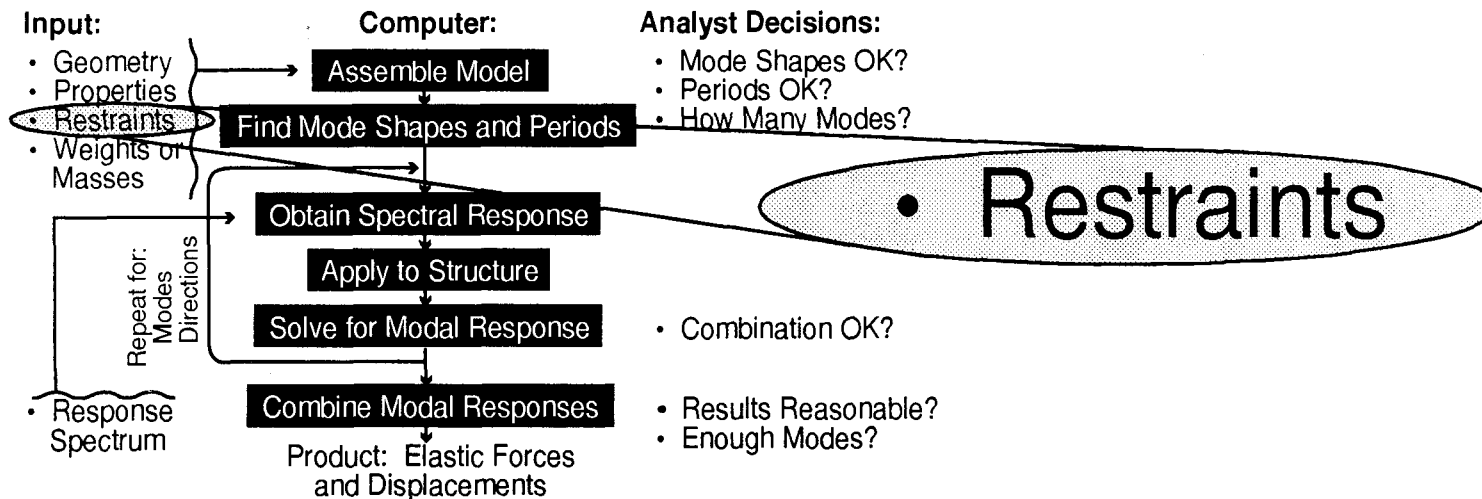 Input:
• Geometry
• Properties
• Restraints
• Weights or
Masses
• Response
Spectrum
Computer:
Assemble Model
Find Mode Shapes and Periods
Obtain Spectral Response
Apply to Structure
Solve for Modal Response
Combine Modal Responses
Product: Elastic Forces
and Displacements
Repeat for:
Modes
Directions
Analyst Decisions:
• Mode Shapes OK?
• Periods OK?
• How Many Modes?
• Combination OK?
• Results Reasonable?
• Enough Modes?
• Restraints